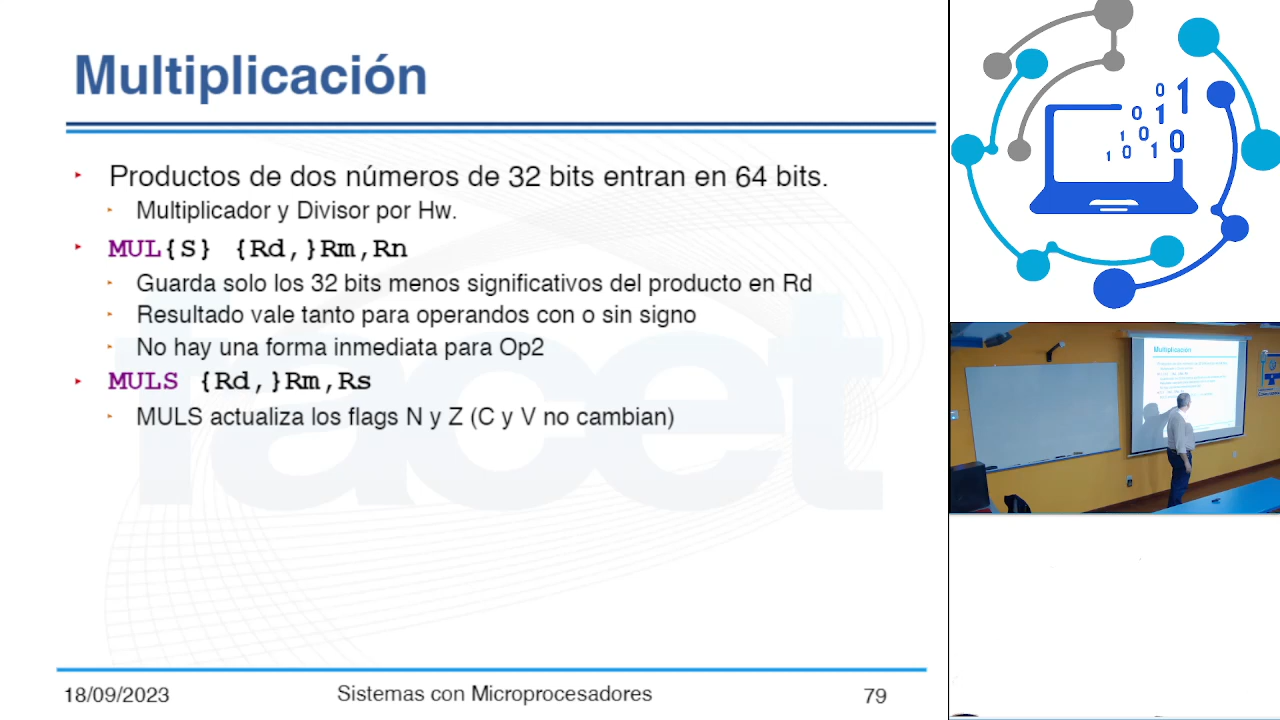 Multiplicación
Productos de dos números de 32 bits entran en 64 bits.
Multiplicador y Divisor por Hw.
MUL{S} {Rd,}Rm,Rn
Guarda solo los 32 bits menos significativos del producto en Rd
Resultado vale tanto para operandos con o sin signo
No hay una forma inmediata para Op2
MULS {Rd,}Rm,Rs
MULS actualiza los flags N y Z (C y V no cambian)
facet
18/09/2023 Sistemas con Microprocesadores 79
0 1
0 1
1 0 0
1 0 1
Multiplicación